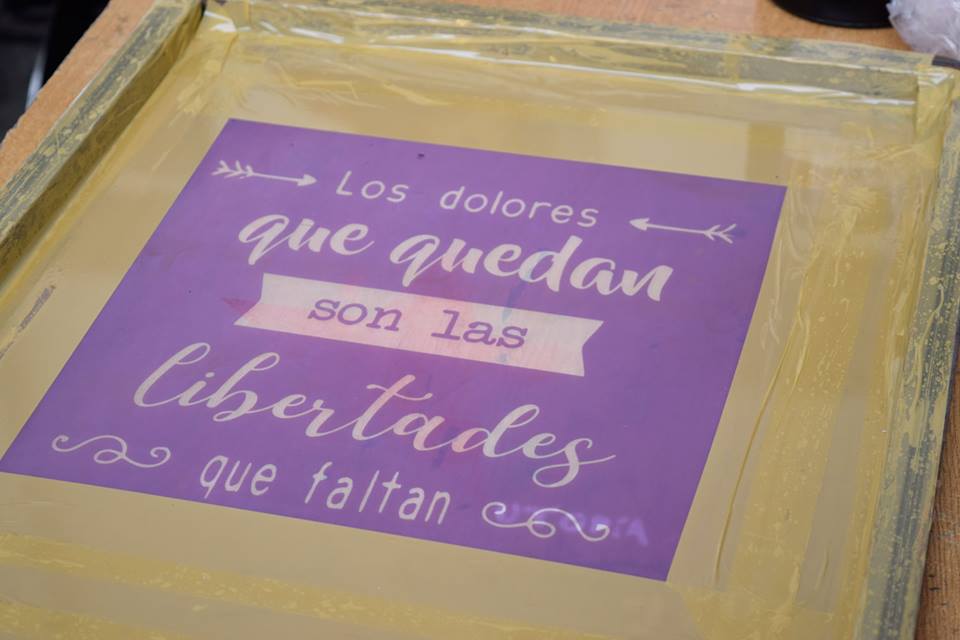 Los dolores
que quedan
son las
libertades
que faltan